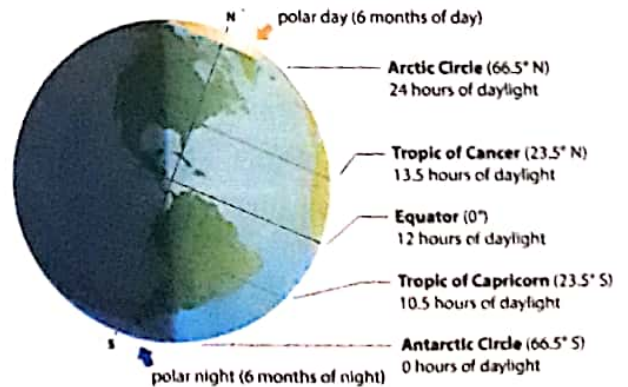 N
polar day (6 months of day)
Arctic Circle (66.5° N)
24 hours of daylight
Tropic of Cancer (23.5° N)
13.5 hours of daylight
Equator (0°)
12 hours of daylight
Tropic of Capricorn (23.5° S)
10.5 hours of daylight
Antarctic Circle (66.5° S)
0 hours of daylight
S
polar night (6 months of night)